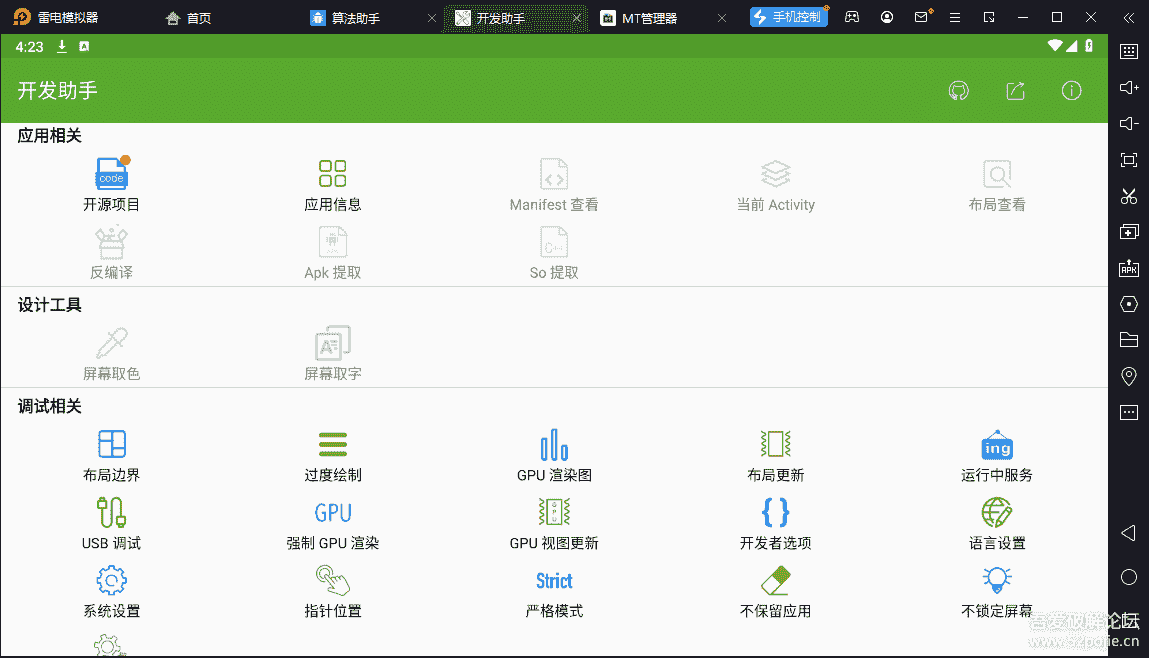 雷电模拟器 首页 算法助手 开发助手 MT管理器 手机控制
4:23 A
开发助手
应用相关
code
开源项目 应用信息 Manifest 查看 当前 Activity 布局查看
反编译 Apk 提取 So 提取
设计工具
屏幕取色 屏幕取字
调试相关
ing
布局边界 过度绘制 GPU 渲染图 布局更新 运行中服务
GPU
USB 调试 强制 GPU 渲染 GPU 视图更新 开发者选项 语言设置
Strict
系统设置 指针位置 严格模式 不保留应用 不锁定屏幕
APK
吾爱破解论坛
www.52pojie.cn